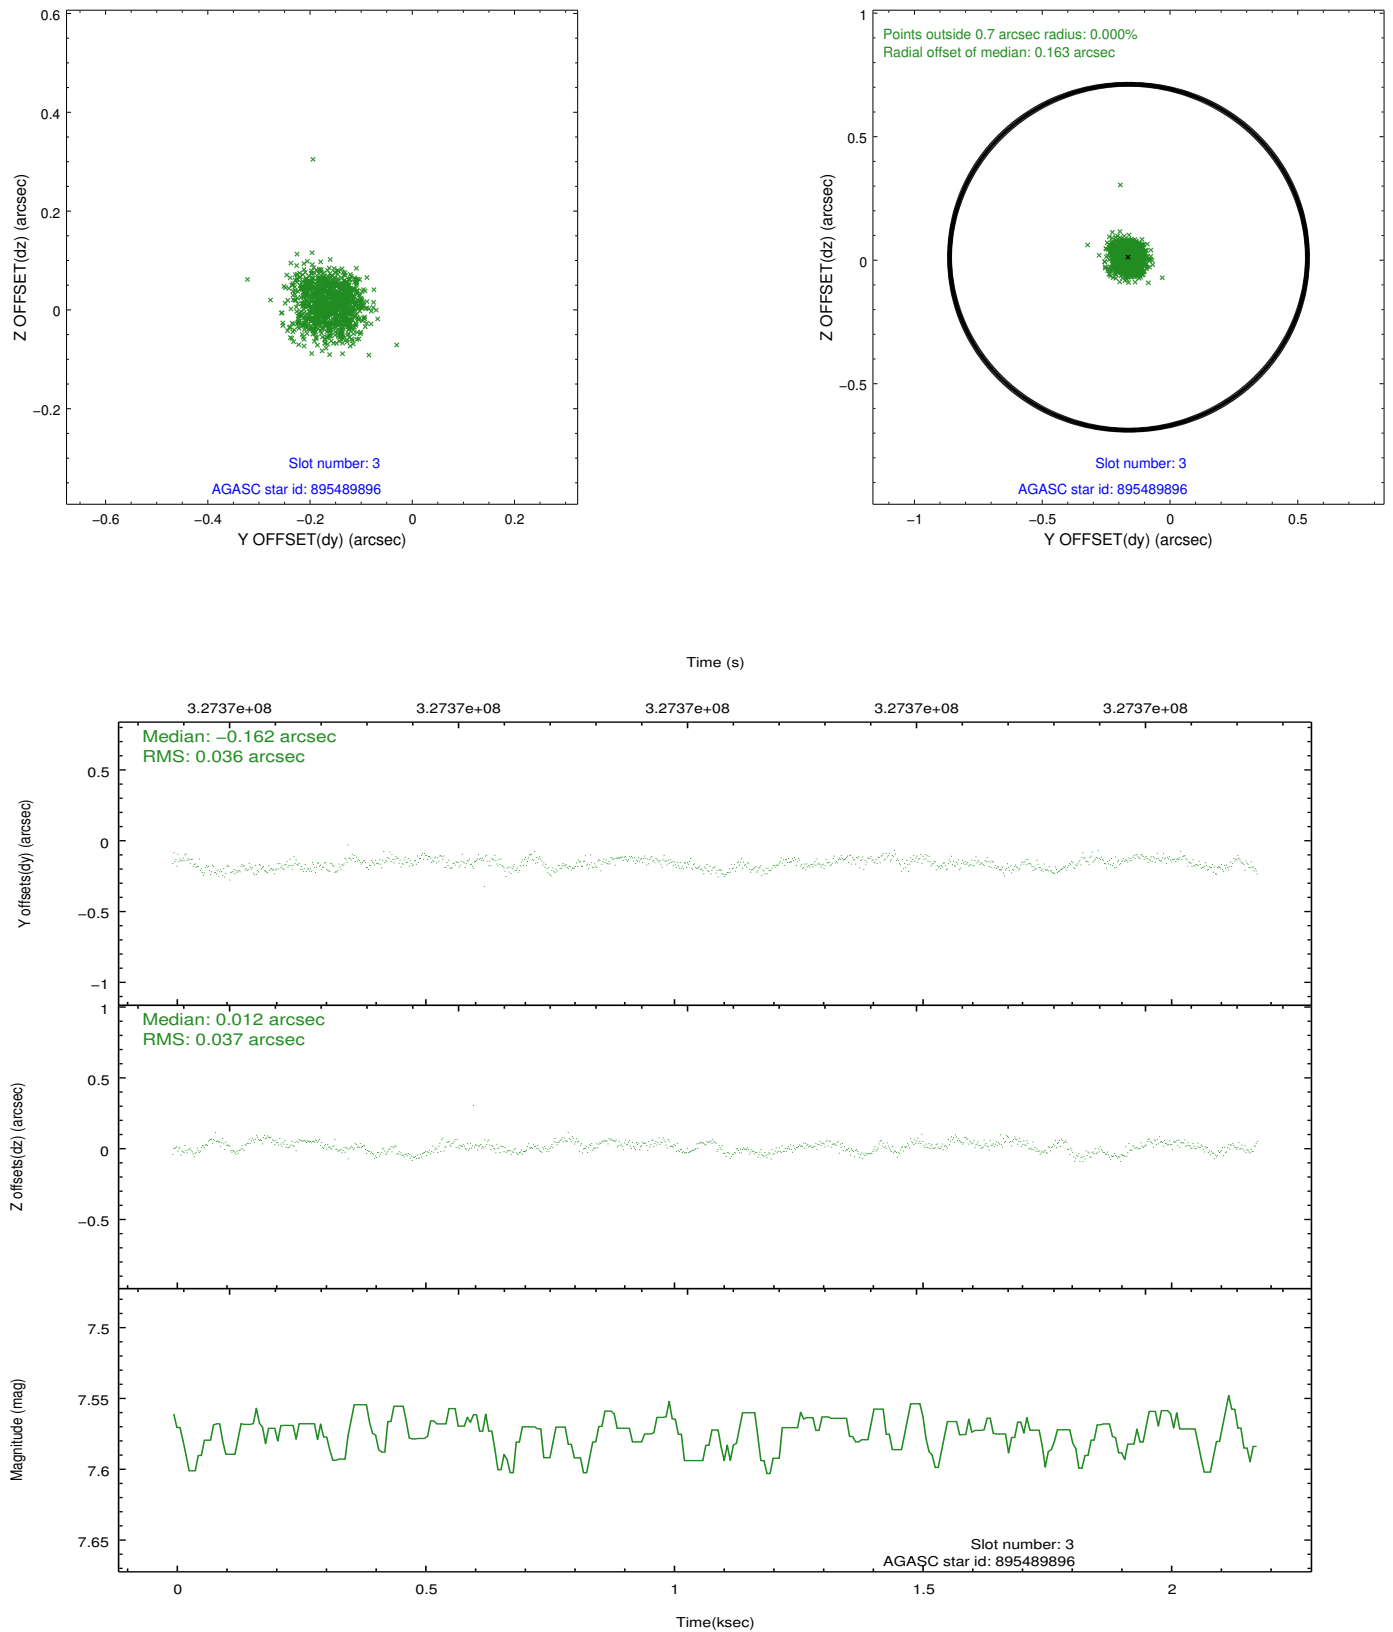 0.6
0.4
0.2
0
−0.2
Z OFFSET(dz) (arcsec)
Slot number: 3
AGASC star id: 895489896
−0.6 −0.4 −0.2 0 0.2
Y OFFSET(dy) (arcsec)
1
0.5
0
−0.5
Z OFFSET(dz) (arcsec)
Points outside 0.7 arcsec radius: 0.000%
Radial offset of median: 0.163 arcsec
Slot number: 3
AGASC star id: 895489896
−1 −0.5 0 0.5
Y OFFSET(dy) (arcsec)
Time (s)
3.2737e+08 3.2737e+08 3.2737e+08 3.2737e+08 3.2737e+08
Median: −0.162 arcsec
RMS: 0.036 arcsec
0.5
0
−0.5
−1
Y offsets(dy) (arcsec)
Median: 0.012 arcsec
RMS: 0.037 arcsec
1
0.5
0
−0.5
Z offsets(dz) (arcsec)
7.5
7.55
7.6
7.65
Magnitude (mag)
Slot number: 3
AGASC star id: 895489896
0 0.5 1 1.5 2
Time(ksec)